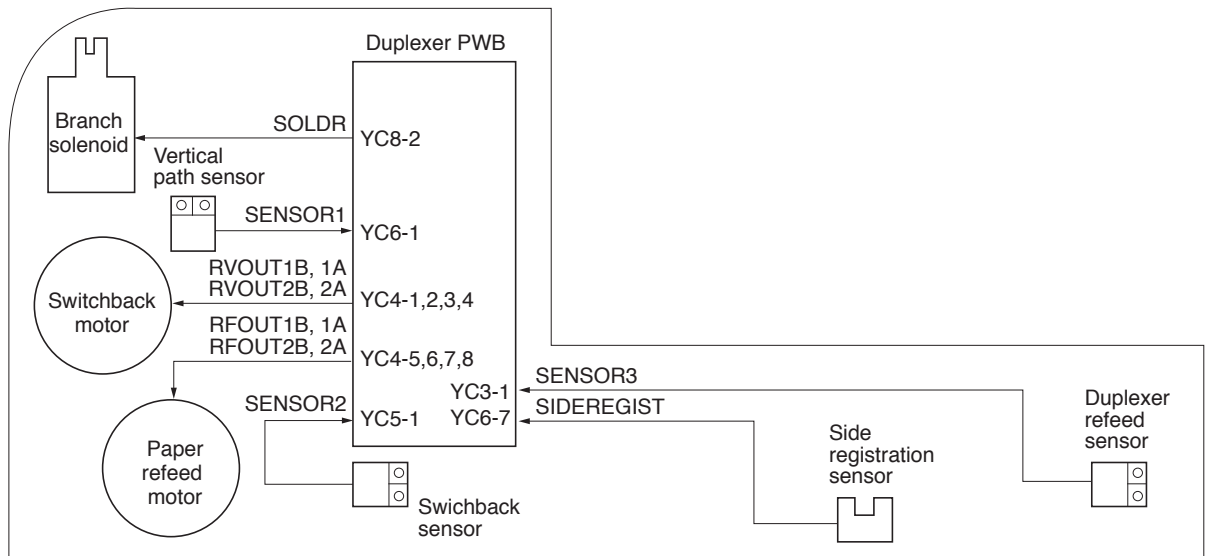 Duplexer PWB
Branch
solenoid
SOLDR
YC8-2
Vertical
path sensor
SENSOR1
YC6-1
RVOUT1B, 1A
RVOUT2B, 2A
YC4-1,2,3,4
Switchback
motor
RFOUT1B, 1A
RFOUT2B, 2A
YC4-5,6,7,8
YC3-1
SENSOR3
SENSOR2
YC5-1
YC6-7
SIDEREGIST
Duplexer
refeed
sensor
Side
registration
sensor
Paper
refeed
motor
Swichback
sensor